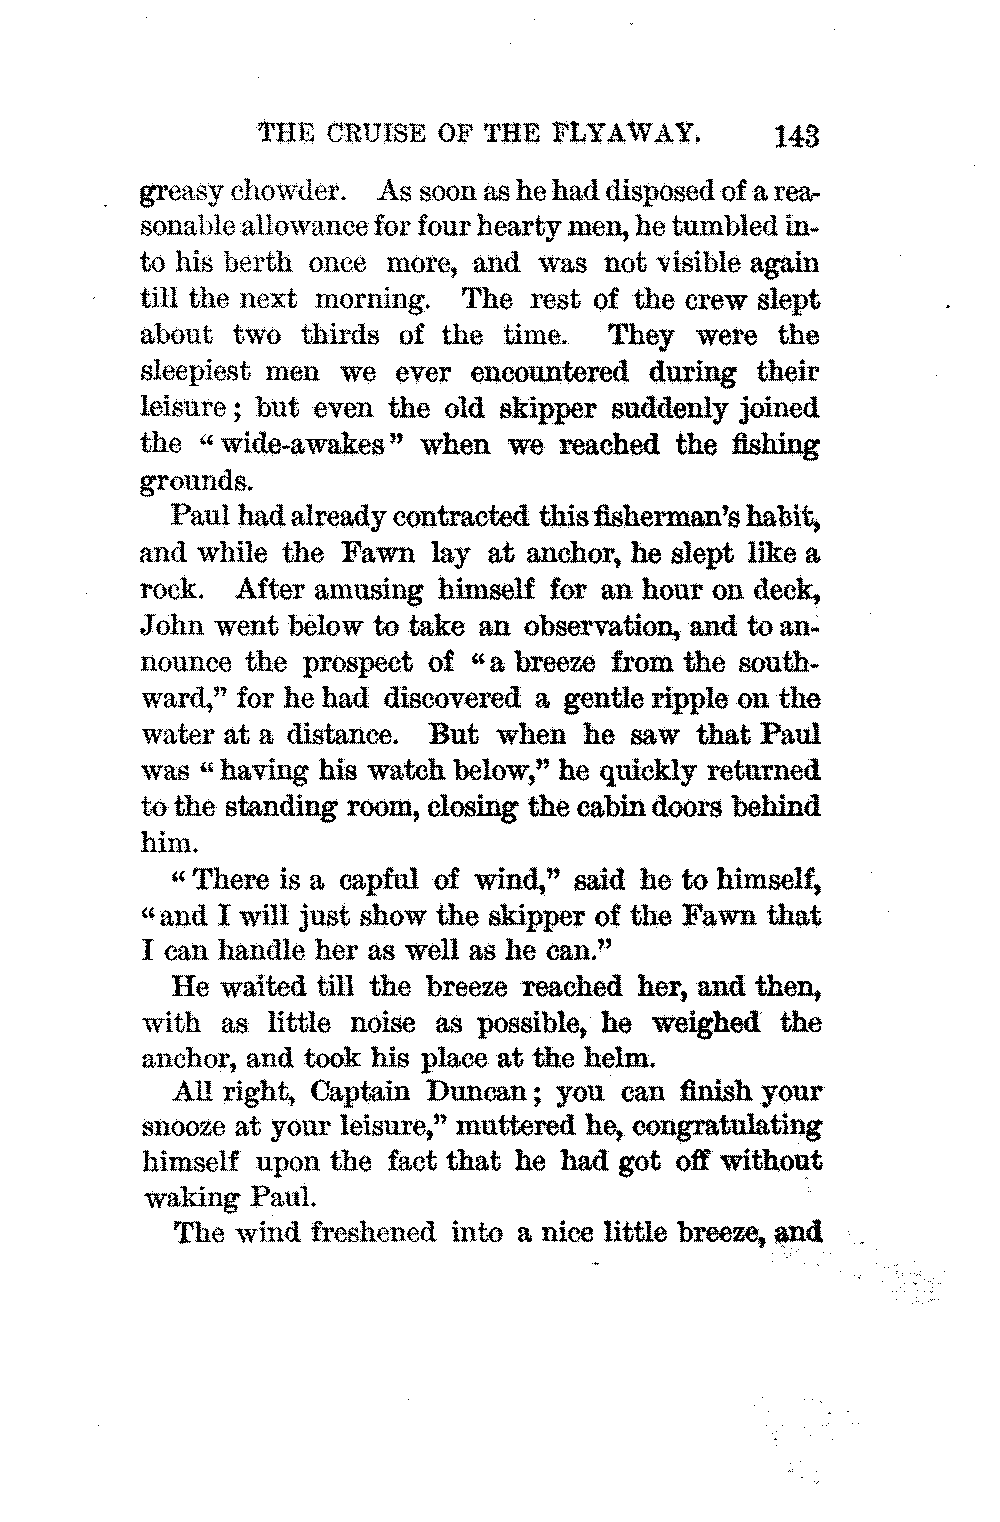 THE CRUISE OF THE FLYAWAY. 143
greasy chowder. As soon as he had disposed of a rea-
sonable allowance for four hearty men, he tumbled in-
to his berth once more, and was not visible again
till the next morning. The rest of the crew slept
about two thirds of the time. They were the
sleepiest men we ever encountered during their
leisure; but even the old skipper suddenly joined
the “wide-awakes” when we reached the fishing
grounds.
Paul had already contracted this fisherman's habit,
and while the Fawn lay at anchor, he slept like a
rock. After amusing himself for an hour on deck,
John went below to take an observation, and to an-
nounce the prospect of “a breeze from the south-
ward,” for he had discovered a gentle ripple on the
water at a distance. But when he saw that Paul
was “having his watch below,” he quickly returned
to the standing room, closing the cabin doors behind
him.
“There is a capful of wind,” said he to himself,
“and I will just show the skipper of the Fawn that
I can handle her as well as he can.”
He waited till the breeze reached her, and then,
with as little noise as possible, he weighed the
anchor, and took his place at the helm.
All right, Captain Duncan; you can finish your
snooze at your leisure,” muttered he, congratulating
himself upon the fact that he had got off without
waking Paul.
The wind freshened into a nice little breeze, and